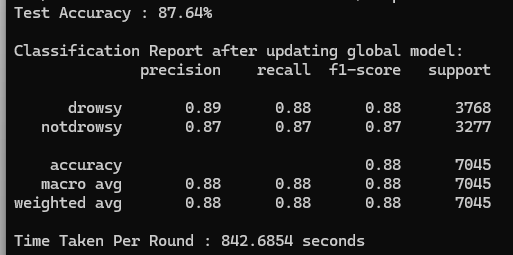 Test Accuracy : 87.64%
Classification Report after updating global model:
precision recall f1-score support
drowsy 0.89 0.88 0.88 3768
notdrowsy 0.87 0.87 0.87 3277
accuracy 0.88 7045
macro avg 0.88 0.88 0.88 7045
weighted avg 0.88 0.88 0.88 7045
Time Taken Per Round : 842.6854 seconds